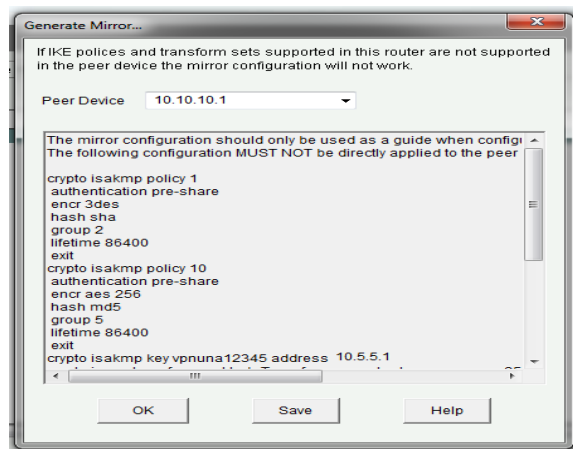 Generate Mirror...
If IKE polices and transform sets supported in this router are not supported
in the peer device the mirror configuration will not work.
Peer Device 10.10.10.1
The mirror configuration should only be used as a guide when
The following configuration MUST NOT be directly applied to the peer
crypto isakmp policy 1
authentication pre-share
encr 3des
hash sha
group 2
lifetime 86400
exit
crypto isakmp policy 10
authentication pre-share
encr aes 256
hash md5
group 5
lifetime 86400
exit
crypto isakmp key vpnuna12345 address 10.5.5.1
OK Save Help